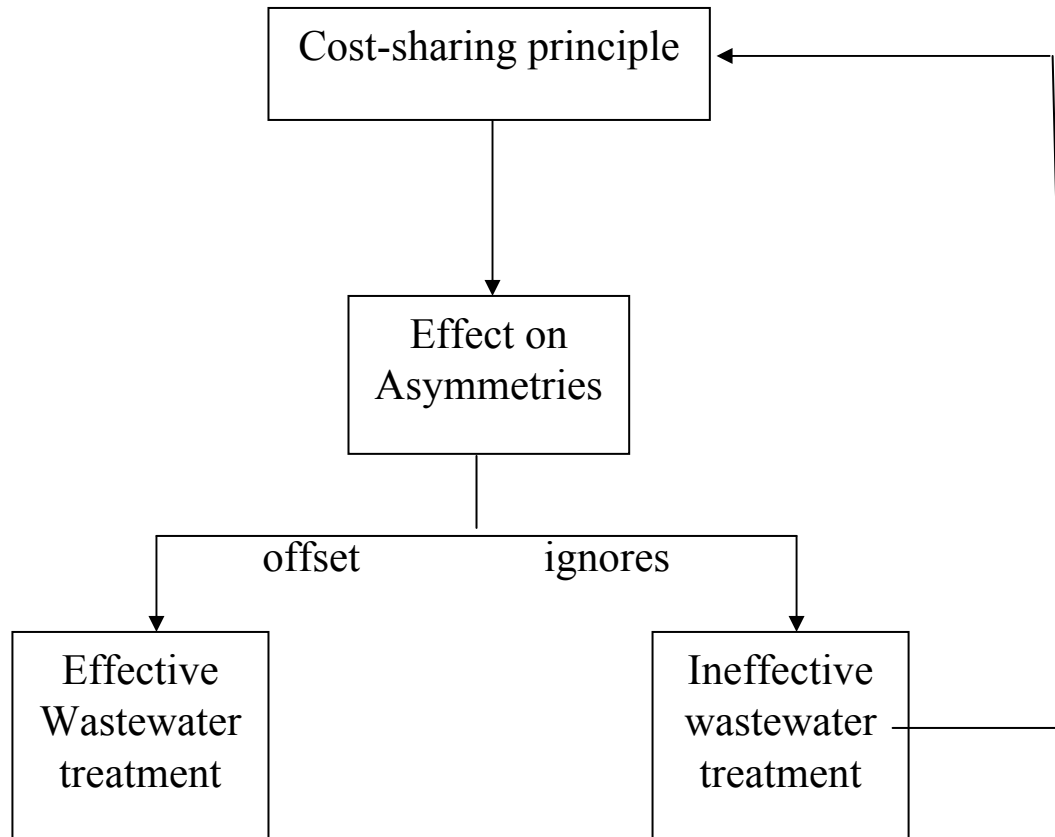 Cost-sharing principle
Effect on
Asymmetries
offset
ignores
Effective
Wastewater
treatment
Ineffective
wastewater
treatment